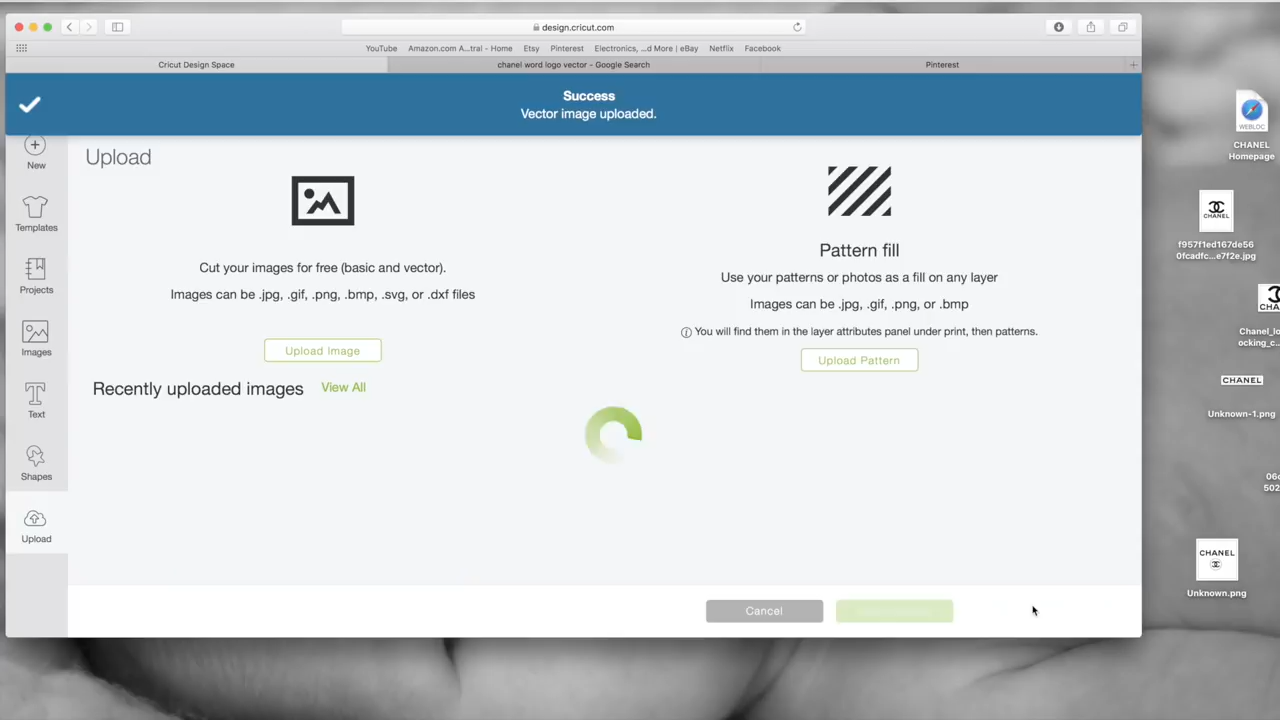 design.cricut.com
YouTube Amazon.com A...tral - Home Etsy Pinterest Electronics, ...d More | eBay Netflix Facebook
Cricut Design Space chanel word logo vector - Google Search Pinterest
Success
Vector image uploaded.
New
Templates
Projects
Images
Text
Shapes
Upload
Upload
Cut your images for free (basic and vector).
Images can be .jpg, .gif, .png, .bmp, .svg, or .dxf files
Upload Image
Pattern fill
Use your patterns or photos as a fill on any layer
Images can be .jpg, .gif, .png, or .bmp
You will find them in the layer attributes panel under print, then patterns.
Upload Pattern
Recently uploaded images View All
Cancel
WEBLOC
CHANEL
Homepage
CHANEL
f957f1ed167de56
0fcadfc...e7f2e.jpg
CHAN
Chanel_lo
ocking_c...
CHANEL
Unknown-1.png
502
CHANEL
Unknown.png